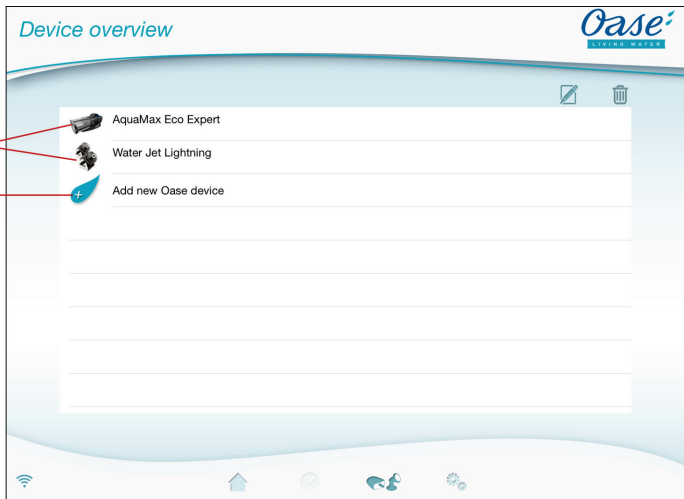 Device overview
Oase
LIVING WATER
AquaMax Eco Expert
Water Jet Lightning
Add new Oase device